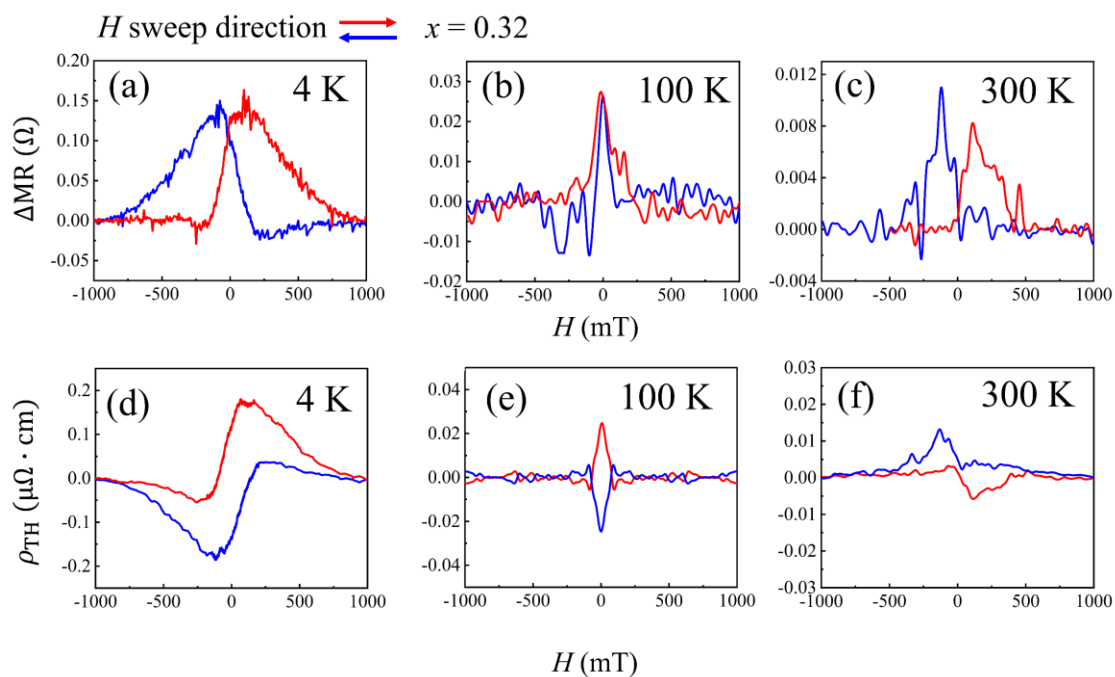 H sweep direction x = 0.32
(a) 4 K
(b) 100 K
(c) 300 K
ΔMR (Ω)
0.20
0.15
0.10
0.05
0.00
-0.05
-1000 -500 0 500 1000
0.03
0.02
0.01
0.00
-0.01
-0.02
-1000 -500 0 500 1000
0.012
0.008
0.004
0.000
-0.004
-1000 -500 0 500 1000
H (mT)
(d) 4 K
(e) 100 K
(f) 300 K
ρTH (μΩ · cm)
0.2
0.1
0.0
-0.1
-0.2
-1000 -500 0 500 1000
0.04
0.02
0.00
-0.02
-0.04
-1000 -500 0 500 1000
0.03
0.02
0.01
0.00
-0.01
-0.02
-0.03
-1000 -500 0 500 1000
H (mT)